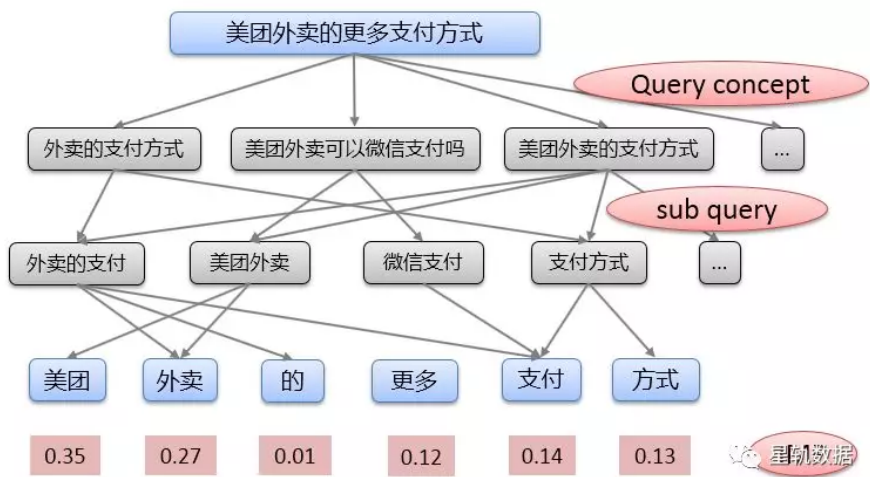 美团外卖的更多支付方式
Query concept
外卖的支付方式
美团外卖可以微信支付吗
美团外卖的支付方式
...
sub query
外卖的支付
美团外卖
微信支付
支付方式
...
美团
外卖
的
更多
支付
方式
0.35
0.27
0.01
0.12
0.14
0.13
星轨数据